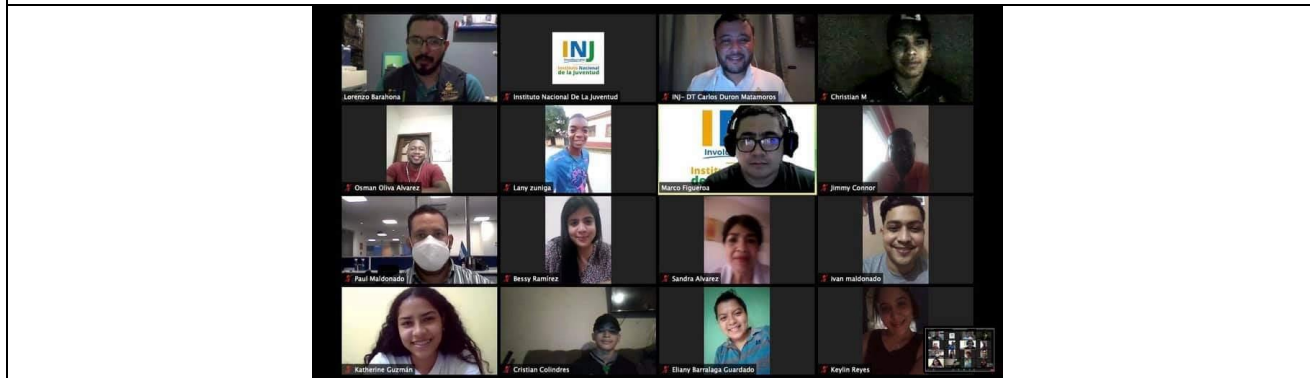 INJ
Instituto Nacional
de la Juventud
Lorenzo Barahona
Instituto Nacional De La Juventud
INJ- DT Carlos Duron Matamoros
Christian M
Osman Oliva Alvarez
Lany zuniga
Marco Figueroa
Jimmy Connor
Paul Maldonado
Bessy Ramírez
Sandra Alvarez
Ivan maldonado
Katherine Guzmán
Cristian Colindres
Eliany Barralaga Guardado
Keylin Reyes